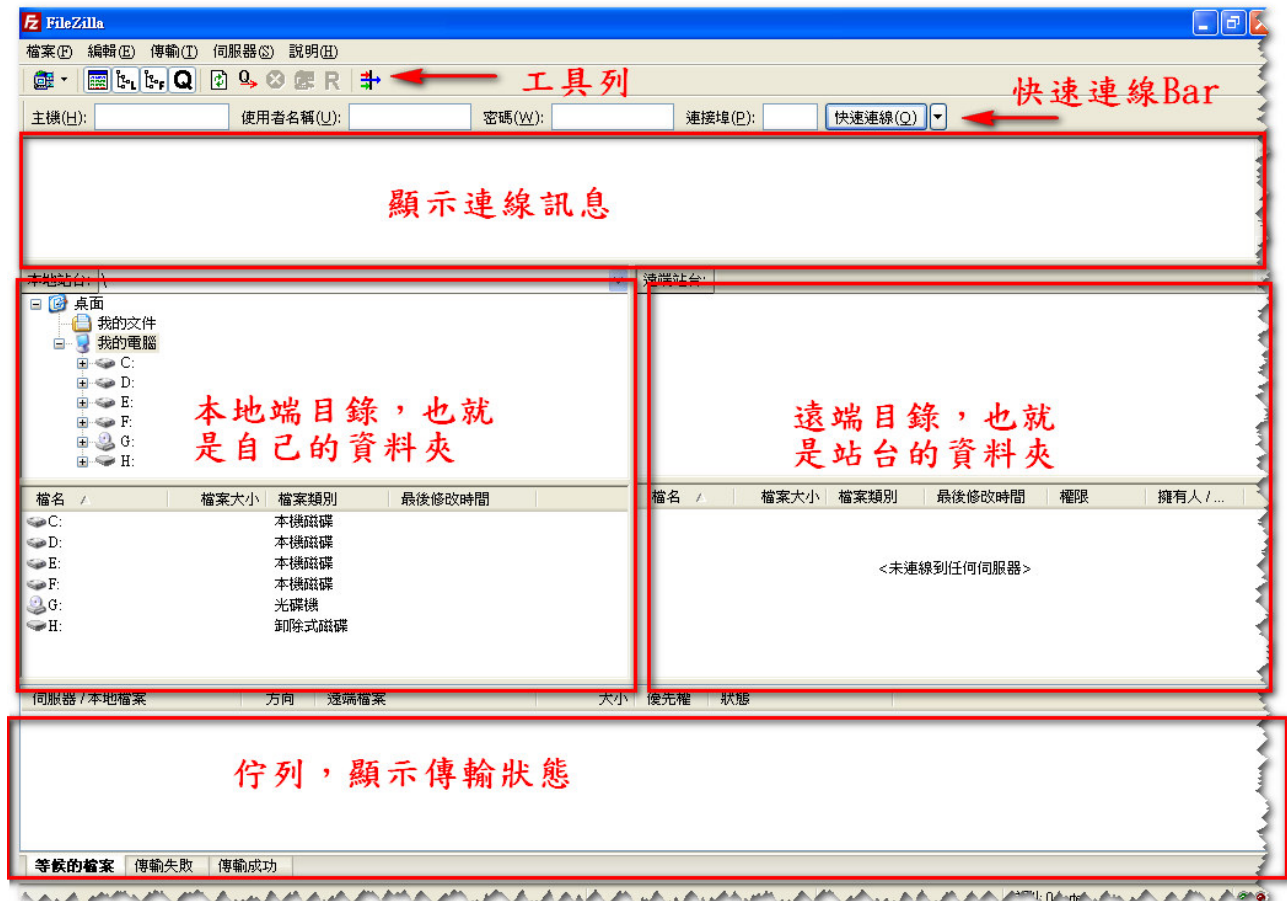 FileZilla
檔案(F) 編輯(E) 傳輸(T) 伺服器(S) 說明(H)
工具列
快速連線Bar
主機(H): 使用者名稱(U): 密碼(W): 連接埠(P): 快速連線(Q)
顯示連線訊息
本地站台: \ 遠端站台:
桌面
我的文件
我的電腦
C:
D:
E:
F:
G:
H:
本地端目錄,也就
是自己的資料夾
遠端目錄,也就
是站台的資料夾
檔名 檔案大小 檔案類別 最後修改時間
C: 本機磁碟
D: 本機磁碟
E: 本機磁碟
F: 本機磁碟
G: 光碟機
H: 卸除式磁碟
檔名 檔案大小 檔案類別 最後修改時間 權限 擁有人 / ...
<未連線到任何伺服器>
伺服器 / 本地檔案 方向 遠端檔案 大小 優先權 狀態
佇列,顯示傳輸狀態
等候的檔案 傳輸失敗 傳輸成功